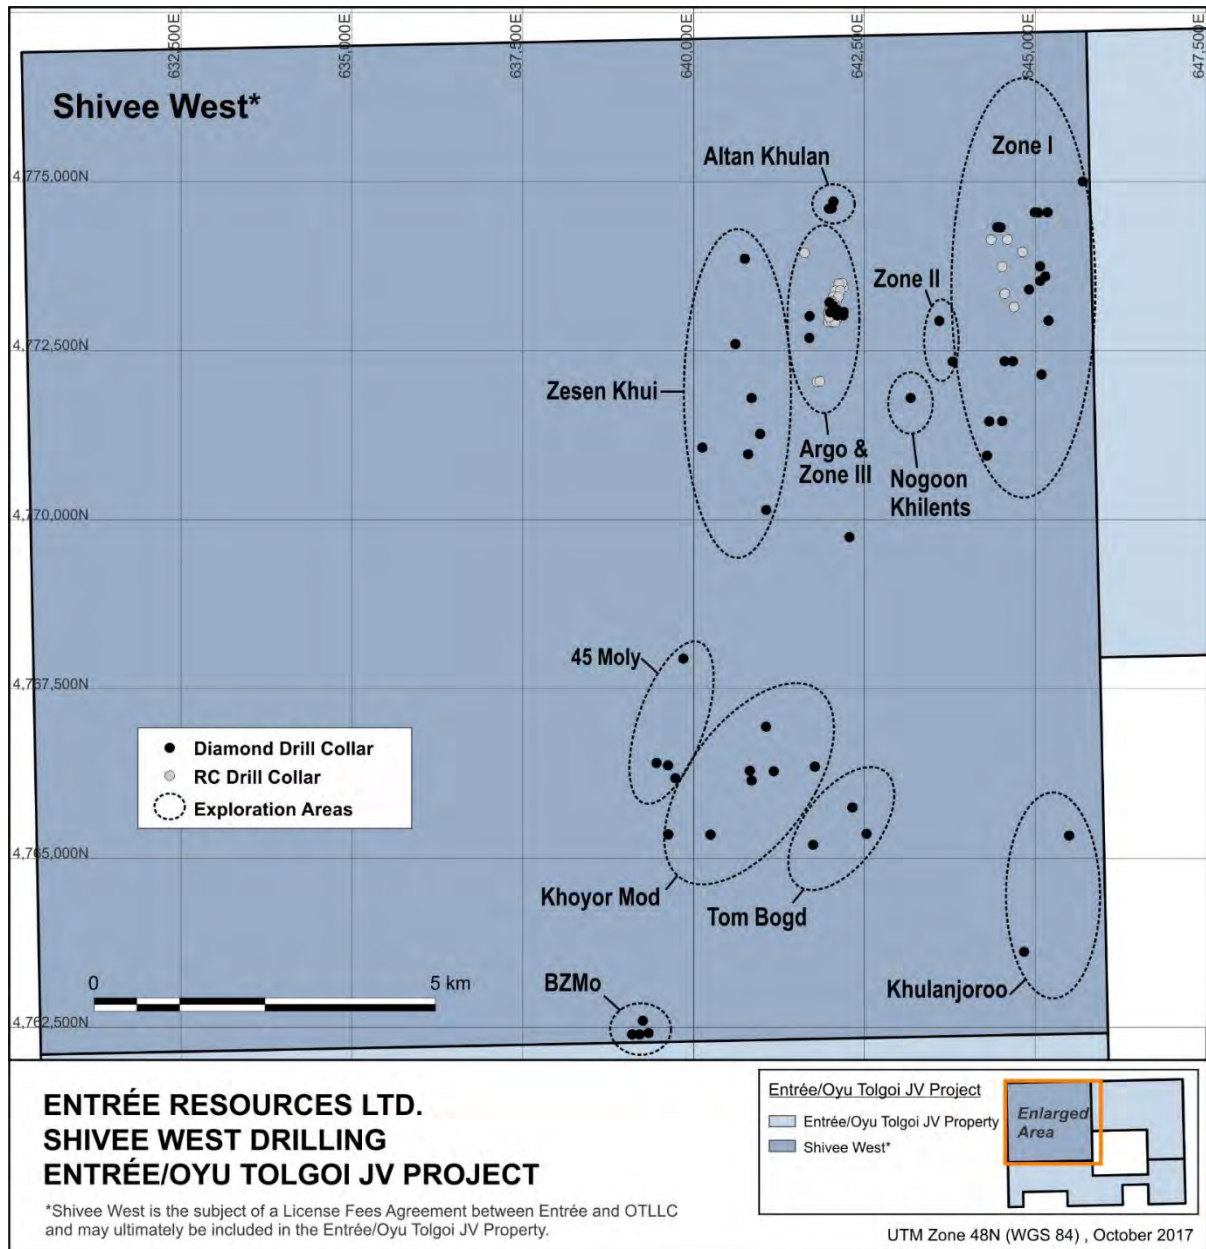 632,500E
635,000E
637,500E
640,000E
642,500E
645,000E
647,500E
Shivee West*
Altan Khulan
Zone I
4,775,000N
Zone II
4,772,500N
Zesen Khui
Argo &
Zone III
Nogoon
Khilents
4,770,000N
45 Moly
4,767,500N
Diamond Drill Collar
RC Drill Collar
Exploration Areas
4,765,000N
Khoyor Mod
Tom Bogd
0
5 km
BZMo
Khulanjoroo
4,762,500N
ENTRÉE RESOURCES LTD.
SHIVEE WEST DRILLING
ENTRÉE/OYU TOLGOI JV PROJECT
*Shivee West is the subject of a License Fees Agreement between Entrée and OTLLC
and may ultimately be included in the Entrée/Oyu Tolgoi JV Property.
Entrée/Oyu Tolgoi JV Project
Entrée/Oyu Tolgoi JV Property
Shivee West*
Enlarged
Area
UTM Zone 48N (WGS 84) , October 2017